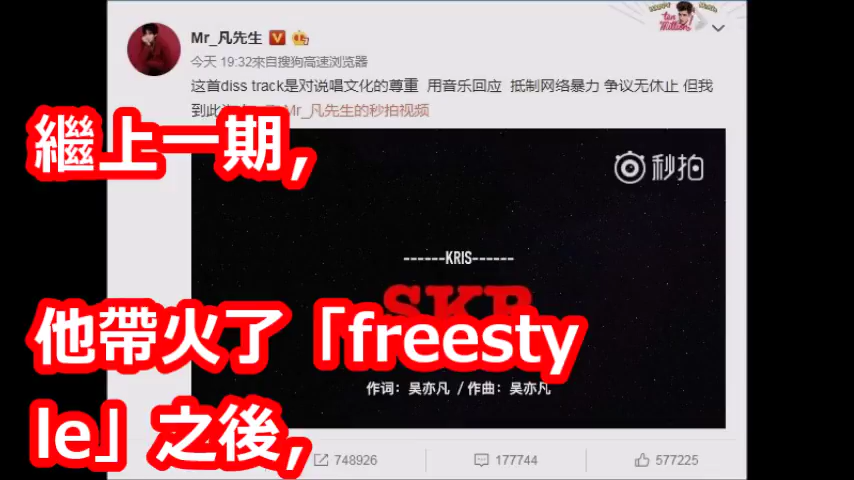 Mr_凡先生
今天 19:32來自搜狗高速浏览器
这首diss track是对说唱文化的尊重 用音乐回应 抵制网络暴力 争议无休止 但我
到此
Mr_凡先生的秒拍视频
繼上一期,
秒拍
------KRIS------
SKR
他帶火了「freesty
le」之後,
作词：吴亦凡 / 作曲：吴亦凡
748926
177744
577225